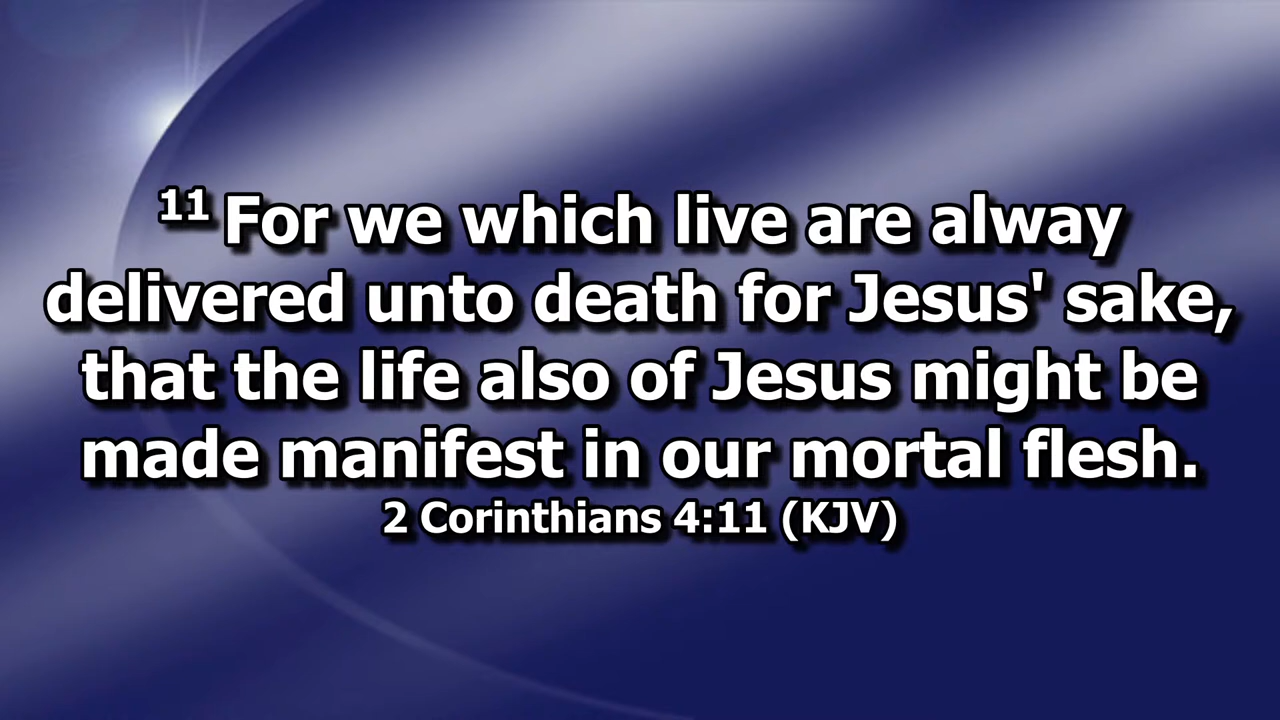 11 For we which live are alway
delivered unto death for Jesus' sake,
that the life also of Jesus might be
made manifest in our mortal flesh.
2 Corinthians 4:11 (KJV)